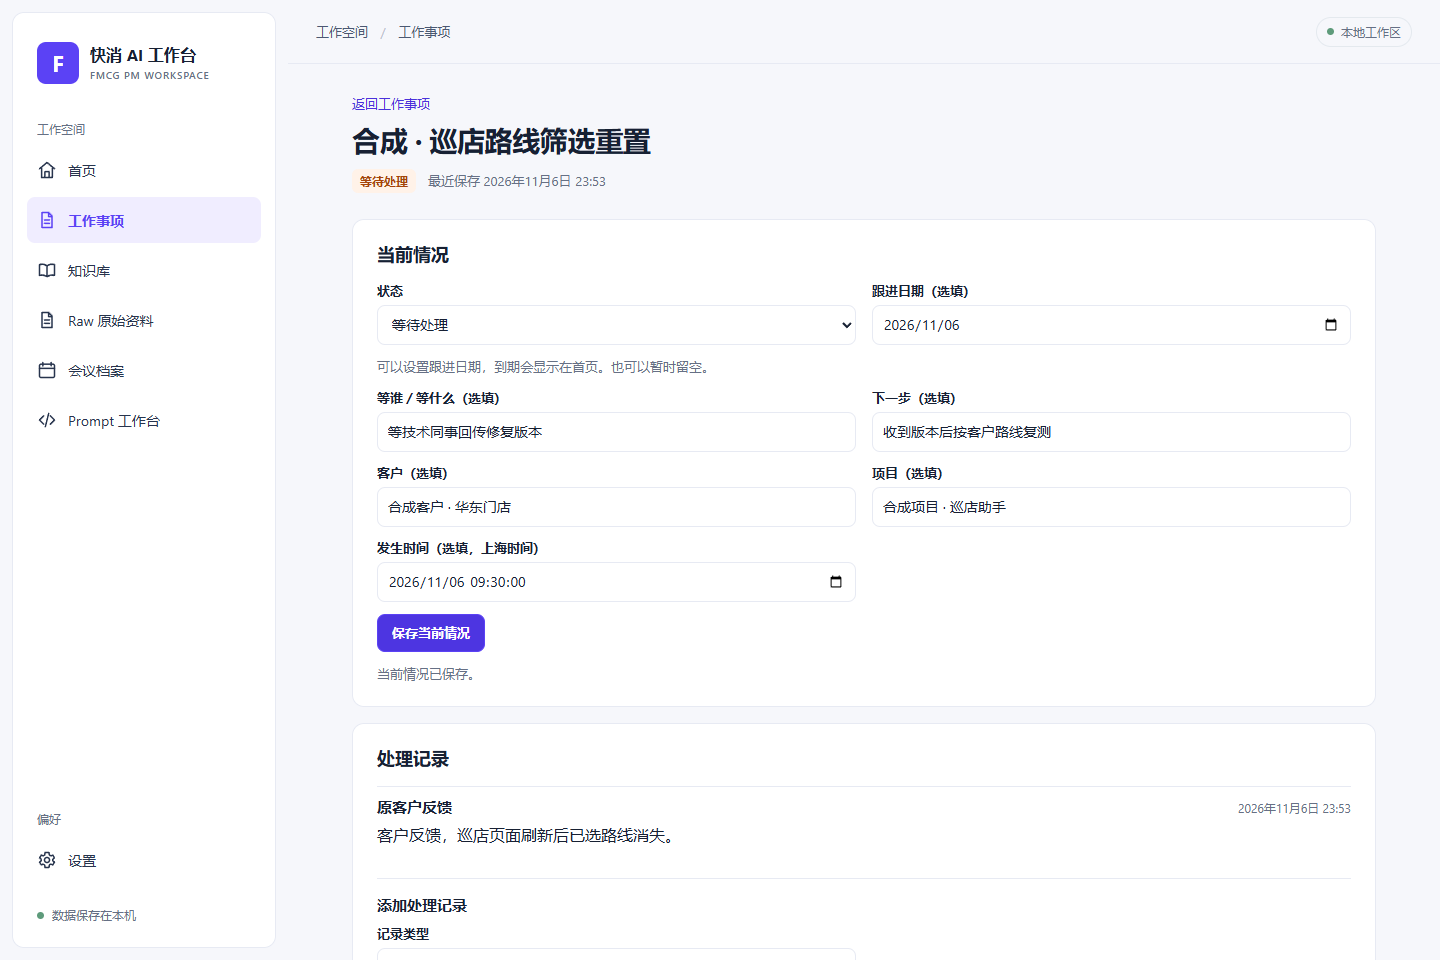 F
快消 AI 工作台
FMCG PM WORKSPACE
工作空间
首页
工作事项
知识库
Raw 原始资料
会议档案
Prompt 工作台
偏好
设置
数据保存在本机
工作空间 / 工作事项
本地工作区
返回工作事项
合成 · 巡店路线筛选重置
等待处理 最近保存 2026年11月6日 23:53
当前情况
状态
等待处理
跟进日期（选填）
2026/11/06
可以设置跟进日期，到期会显示在首页。也可以暂时留空。
等谁 / 等什么（选填）
等技术同事回传修复版本
下一步（选填）
收到版本后按客户路线复测
客户（选填）
合成客户 · 华东门店
项目（选填）
合成项目 · 巡店助手
发生时间（选填，上海时间）
2026/11/06 09:30:00
保存当前情况
当前情况已保存。
处理记录
原客户反馈
2026年11月6日 23:53
客户反馈，巡店页面刷新后已选路线消失。
添加处理记录
记录类型